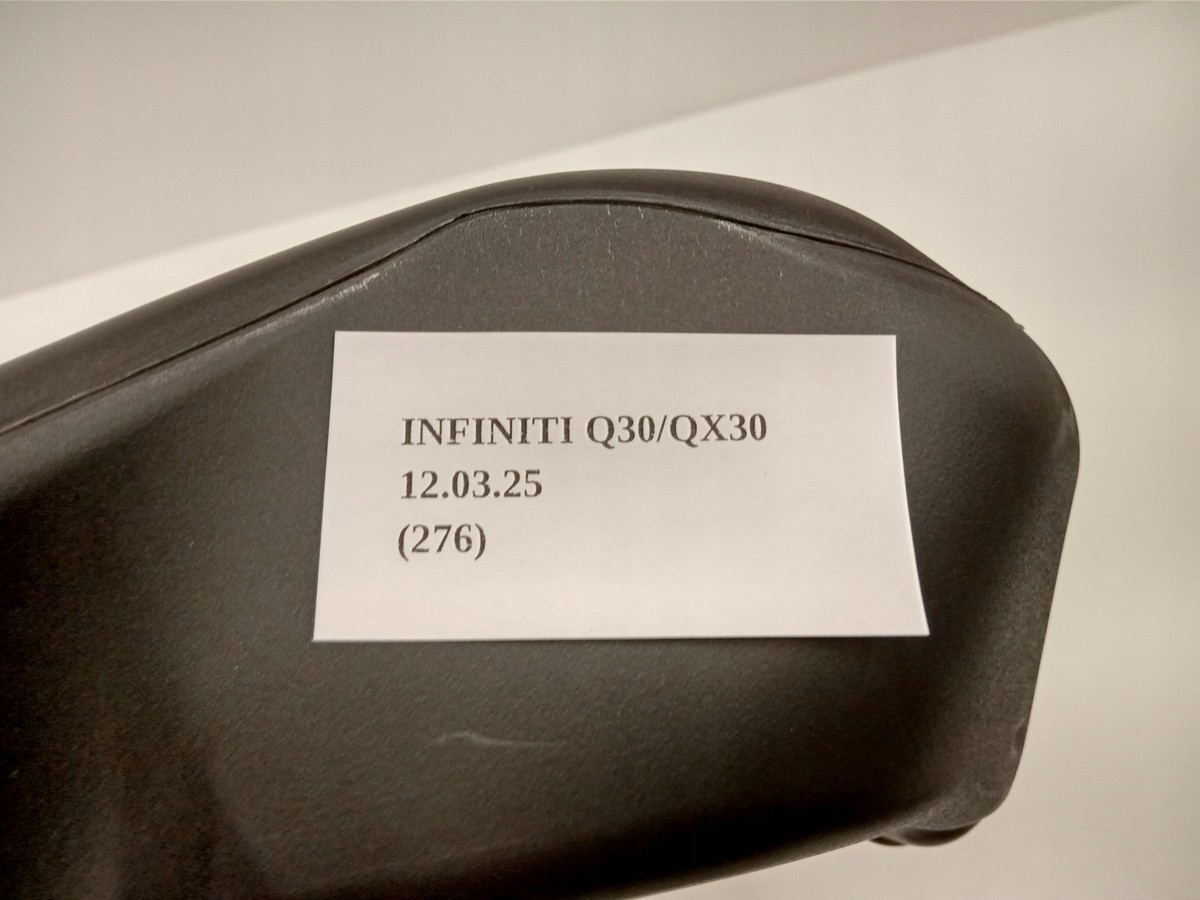 INFINITI Q30/QX30
12.03.25
(276)